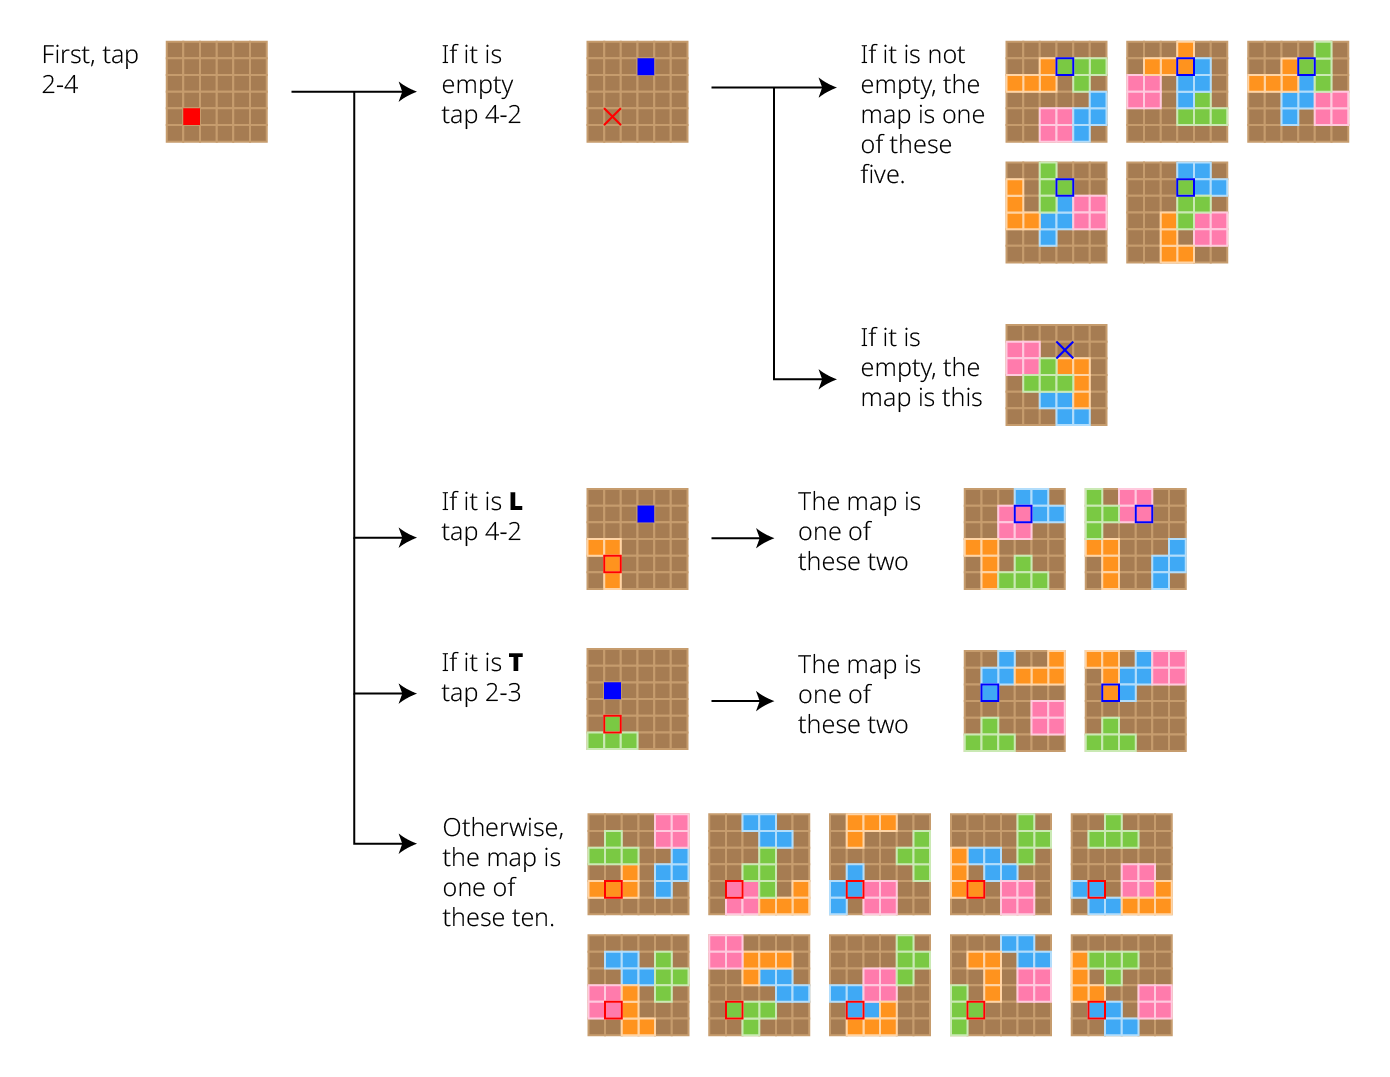 First, tap
2-4
If it is
empty
tap 4-2
If it is not
empty, the
map is one
of these
five.
If it is
empty, the
map is this
If it is L
tap 4-2
The map is
one of
these two
If it is T
tap 2-3
The map is
one of
these two
Otherwise,
the map is
one of
these ten.